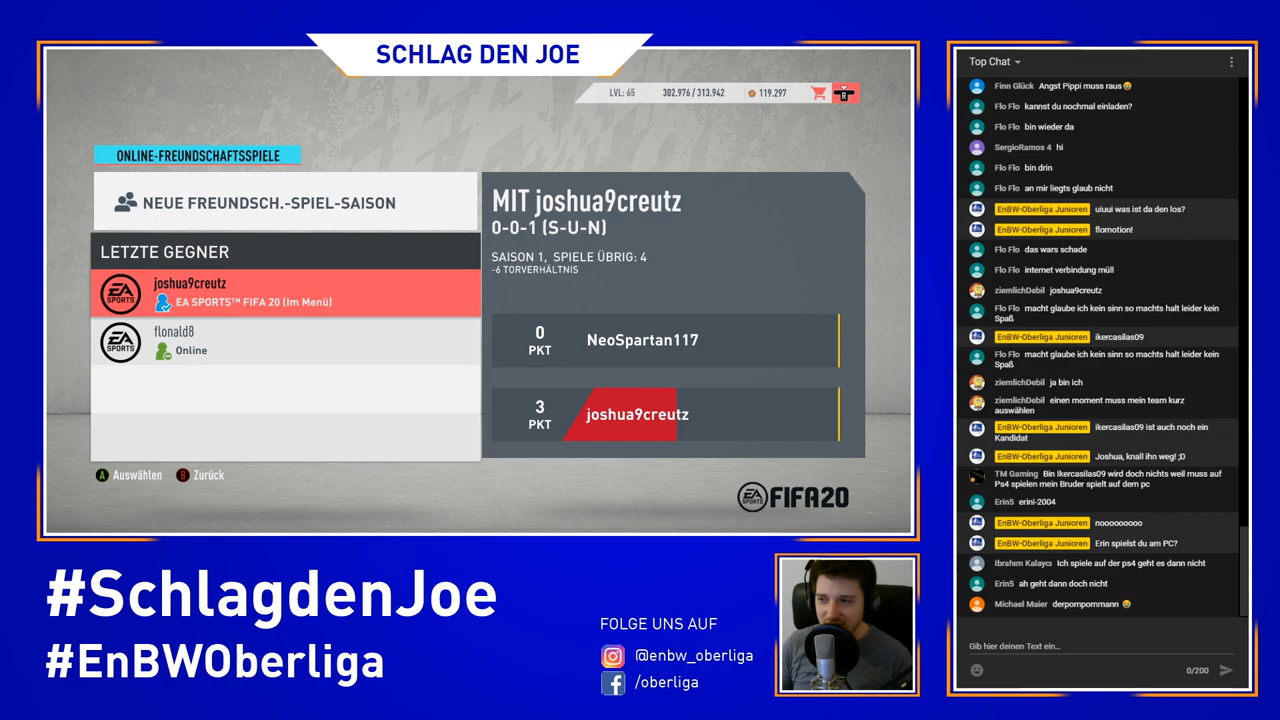 SCHLAG DEN JOE
LVL: 65 302.976 / 313.942 119.297
R
ONLINE-FREUNDSCHAFTSSPIELE
NEUE FREUNDSCH.-SPIEL-SAISON
LETZTE GEGNER
EA SPORTS
joshua9creutz
EA SPORTS™ FIFA 20 (Im Menü)
EA SPORTS
flonald8
Online
A Auswählen B Zurück
MIT joshua9creutz
0-0-1 (S-U-N)
SAISON 1, SPIELE ÜBRIG: 4
-6 TORVERHÄLTNIS
0 PKT NeoSpartan117
3 PKT joshua9creutz
EA SPORTS FIFA20
#SchlagdenJoe
#EnBWOberliga
FOLGE UNS AUF
@enbw_oberliga
/oberliga
Top Chat
Finn Glück Angst Pippi muss raus😅
Flo Flo kannst du nochmal einladen?
Flo Flo bin wieder da
SergioRamos 4 hi
Flo Flo bin drin
Flo Flo an mir liegts glaub nicht
EnBW-Oberliga Junioren uiuui was ist da den los?
EnBW-Oberliga Junioren flomotion!
Flo Flo das wars schade
Flo Flo internet verbindung müll
ziemlichDebil joshua9creutz
Flo Flo macht glaube ich kein sinn so machts halt leider kein
Spaß
EnBW-Oberliga Junioren ikercasilas09
Flo Flo macht glaube ich kein sinn so machts halt leider kein
Spaß
ziemlichDebil ja bin ich
ziemlichDebil einen moment muss mein team kurz
auswählen
EnBW-Oberliga Junioren ikercasilas09 ist auch noch ein
Kandidat
EnBW-Oberliga Junioren Joshua, knall ihn weg! ;D
TM Gaming Bin Ikercasilas09 wird doch nichts weil muss auf
Ps4 spielen mein Bruder spielt auf dem pc
Erin5 erini-2004
EnBW-Oberliga Junioren nooooooooo
EnBW-Oberliga Junioren Erin spielst du am PC?
Ibrahım Kalaycı Ich spiele auf der ps4 geht es dann nicht
Erin5 ah geht dann doch nicht
Michael Maier derpompommann 😅
Gib hier deinen Text ein...
0/200